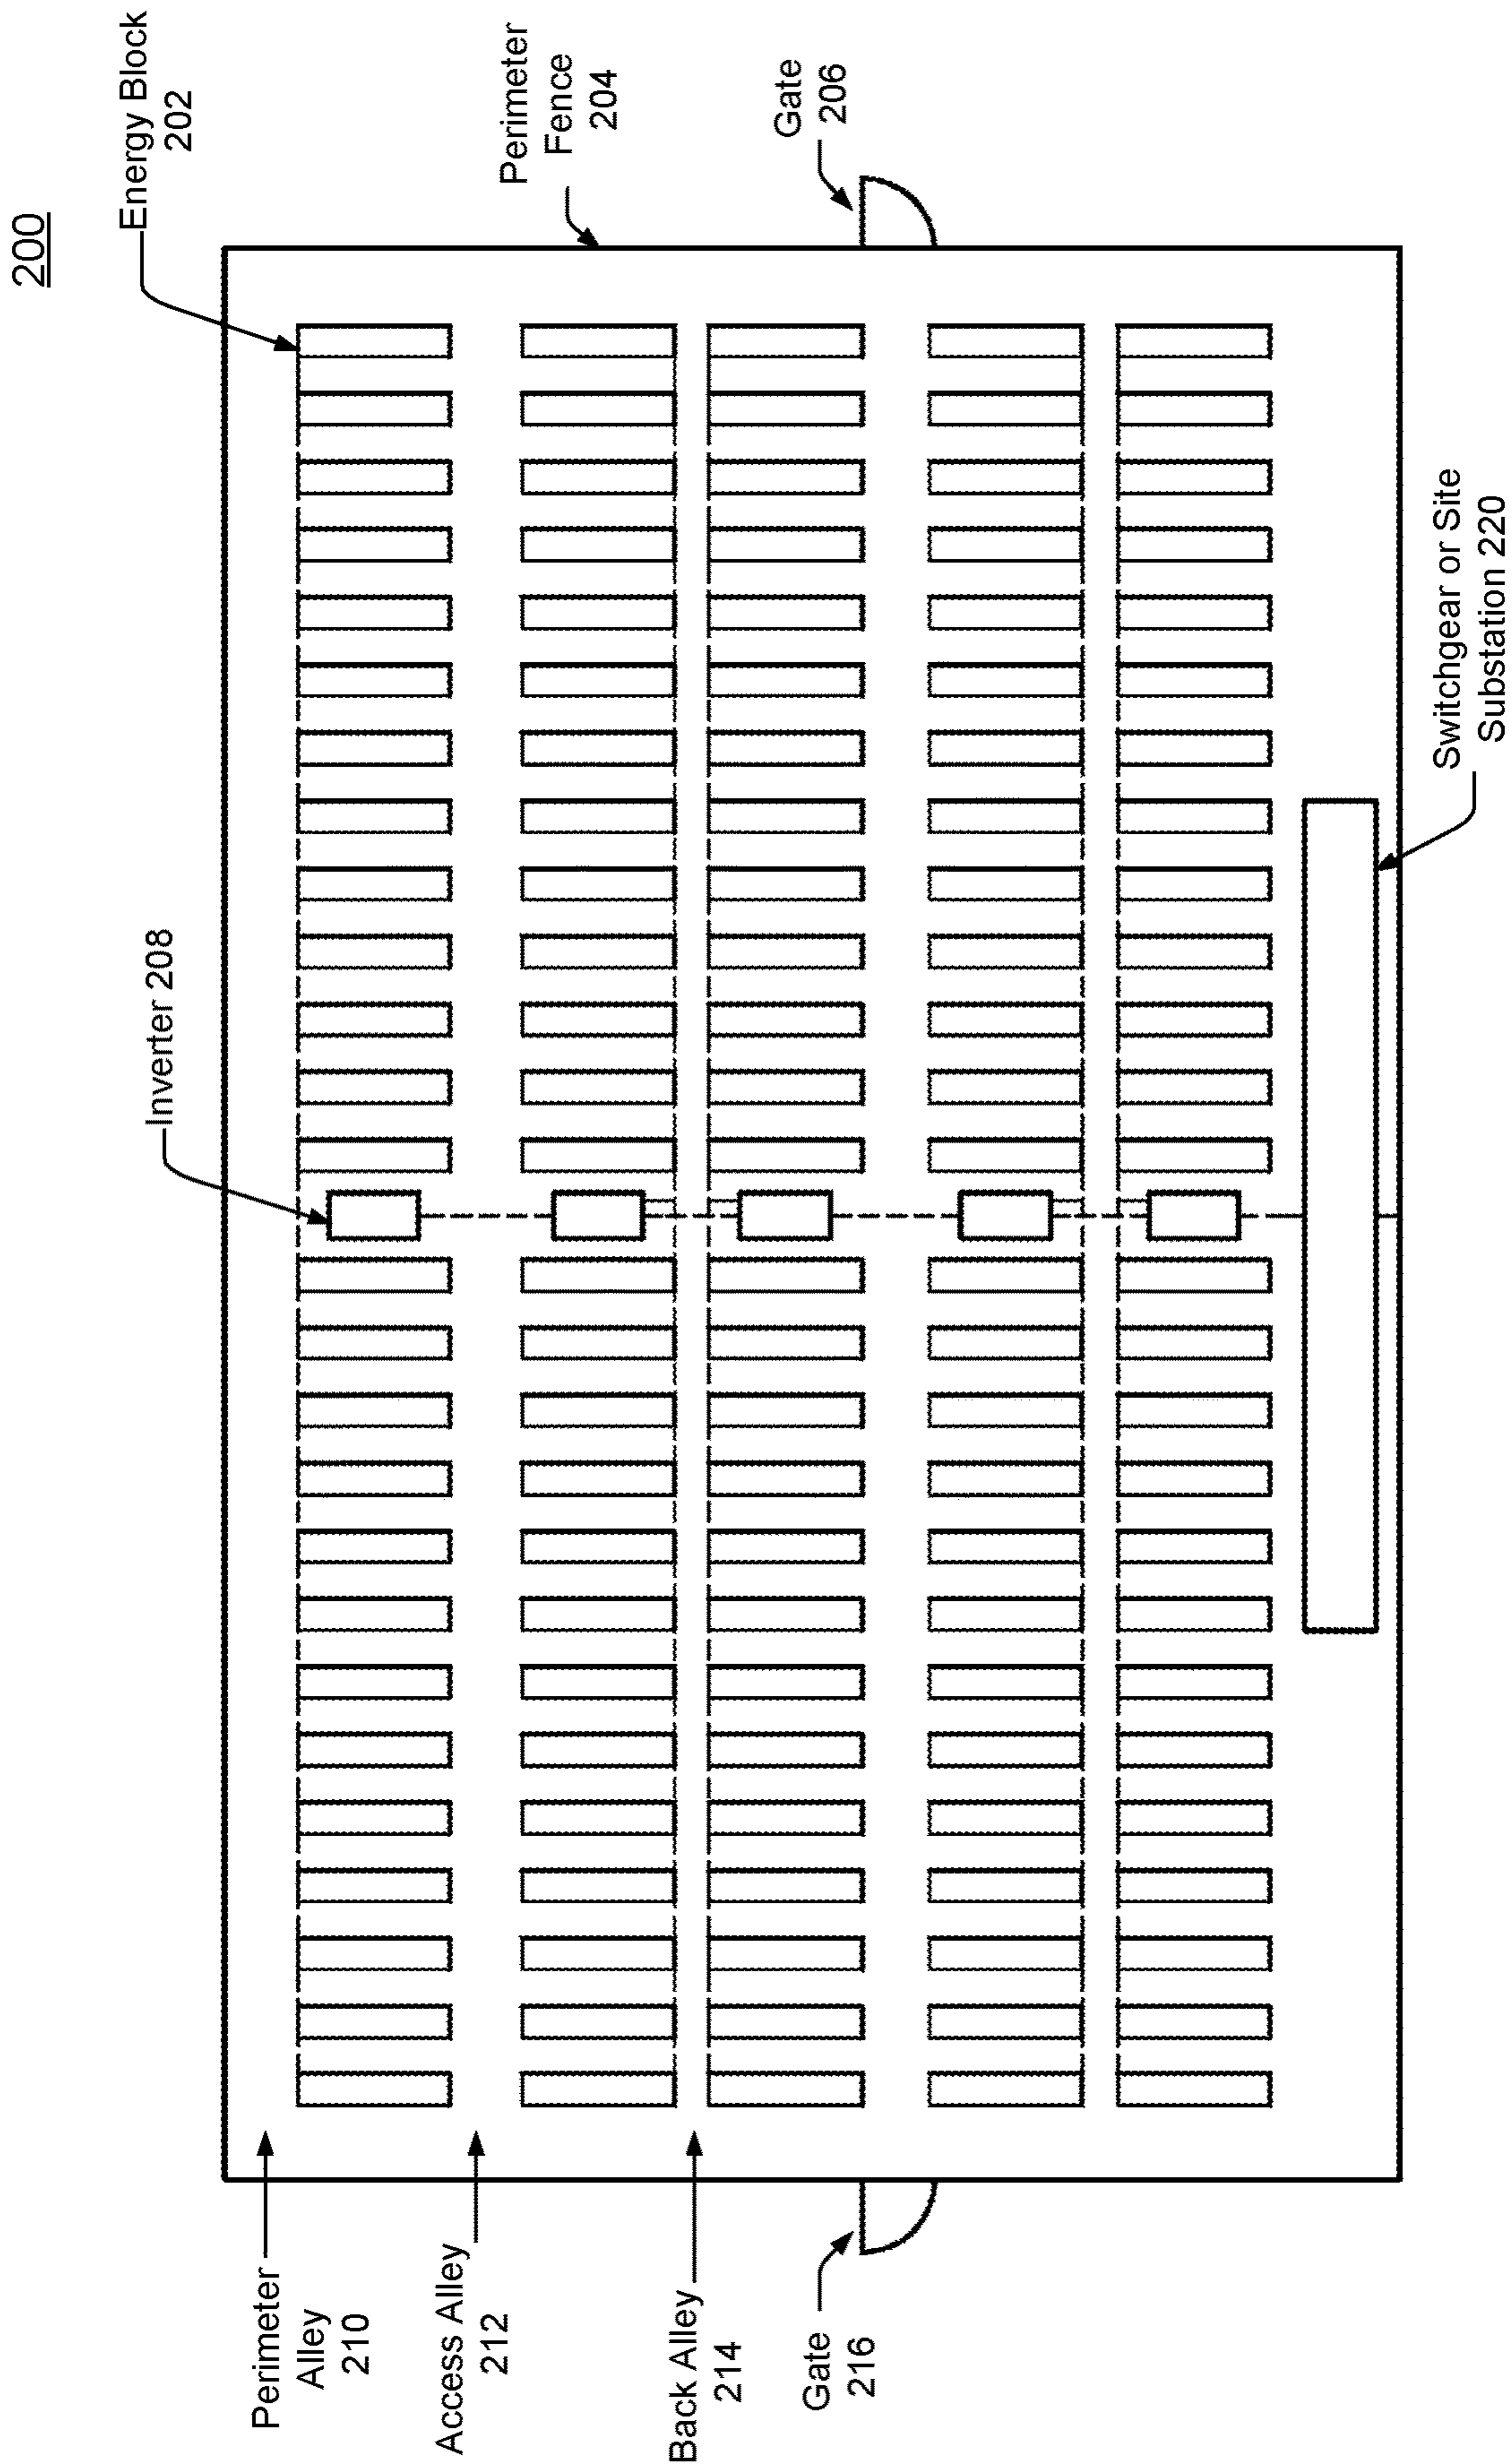 200
Energy Block
202
Perimeter
Fence
204
Gate
206
Inverter 208
Perimeter
Alley
210
Access Alley
212
Back Alley
214
Gate
216
Switchgear or Site
Substation 220